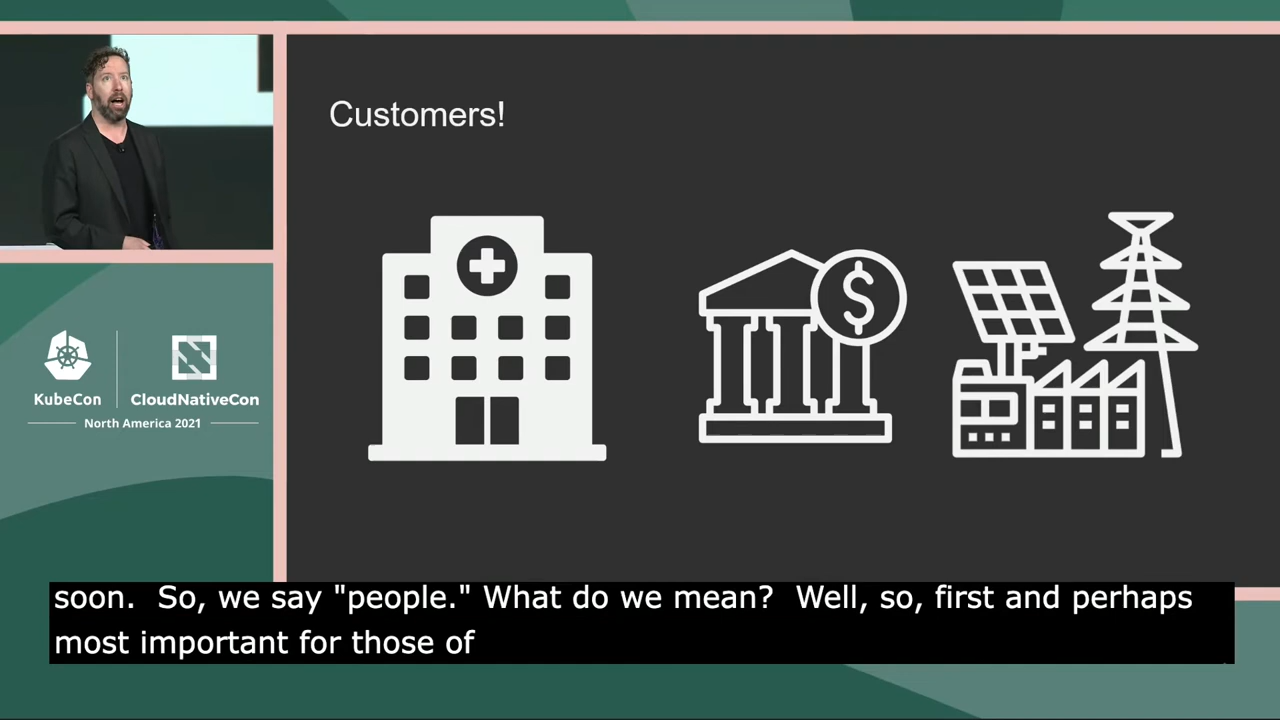 Customers!
$
KubeCon
CloudNativeCon
North America 2021
soon. So, we say "people." What do we mean? Well, so, first and perhaps
most important for those of